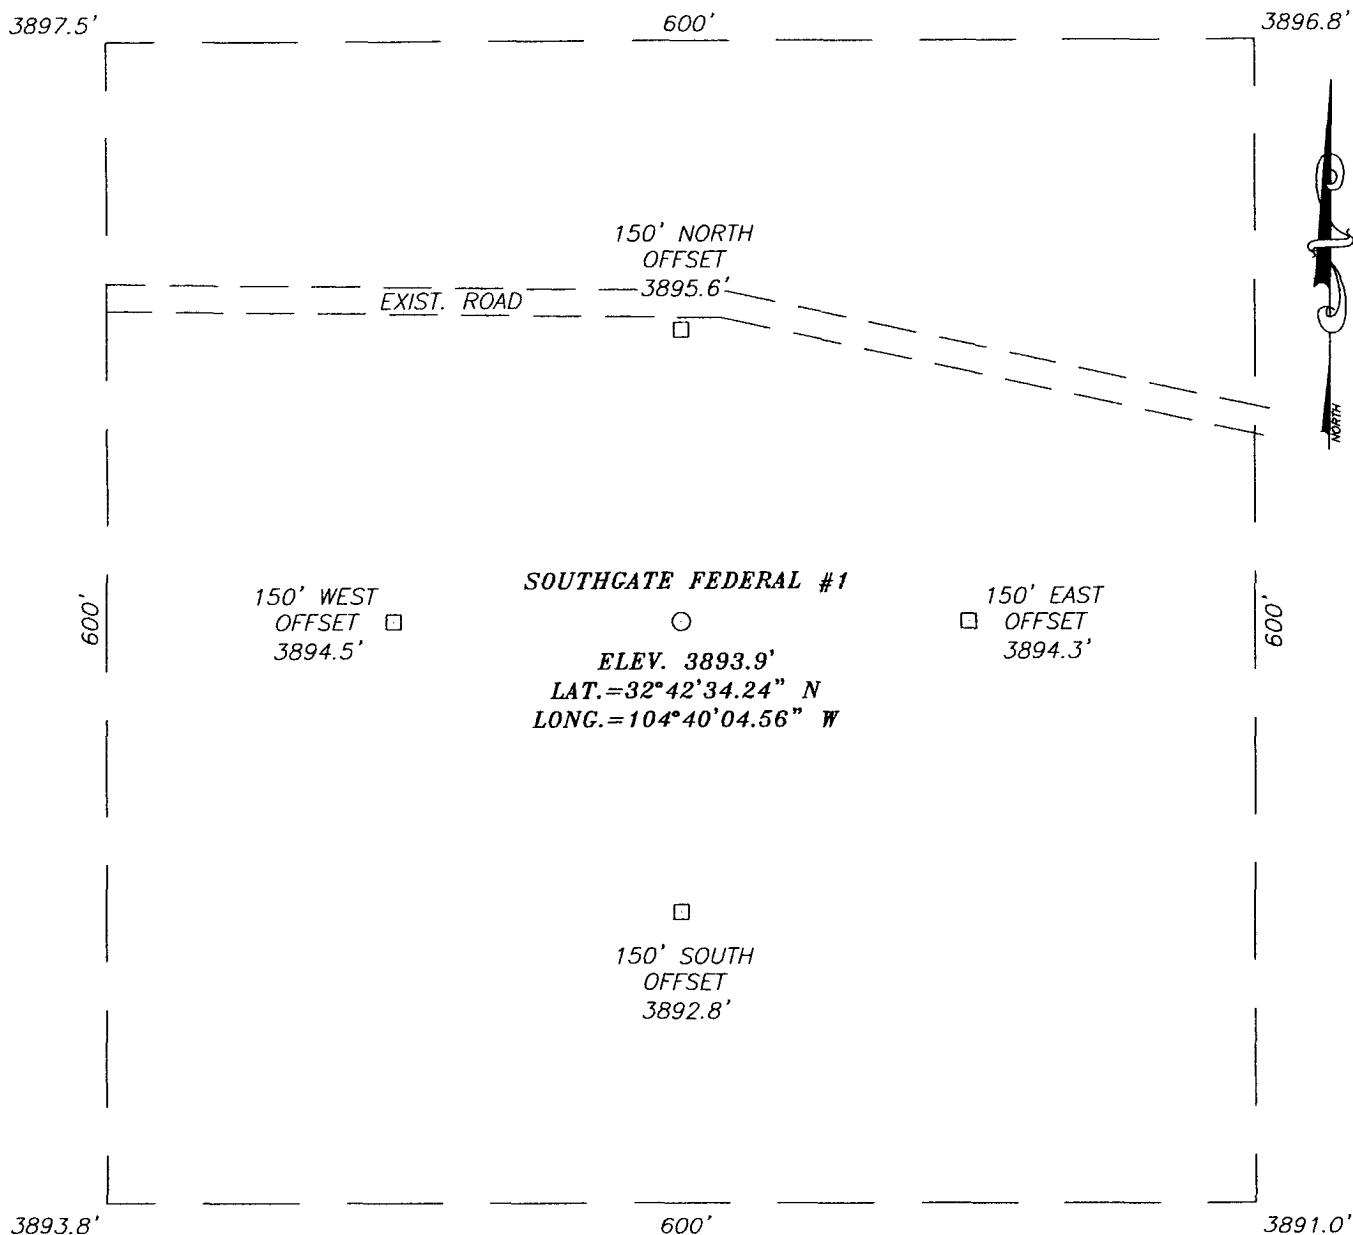 3897.5'
600'
3896.8'
150' NORTH
OFFSET
3895.6'
EXIST. ROAD
NORTH
600'
150' WEST
OFFSET
3894.5'
SOUTHGATE FEDERAL #1
ELEV. 3893.9'
LAT.=32°42'34.24" N
LONG.=104°40'04.56" W
150' EAST
OFFSET
3894.3'
600'
150' SOUTH
OFFSET
3892.8'
3893.8'
600'
3891.0'